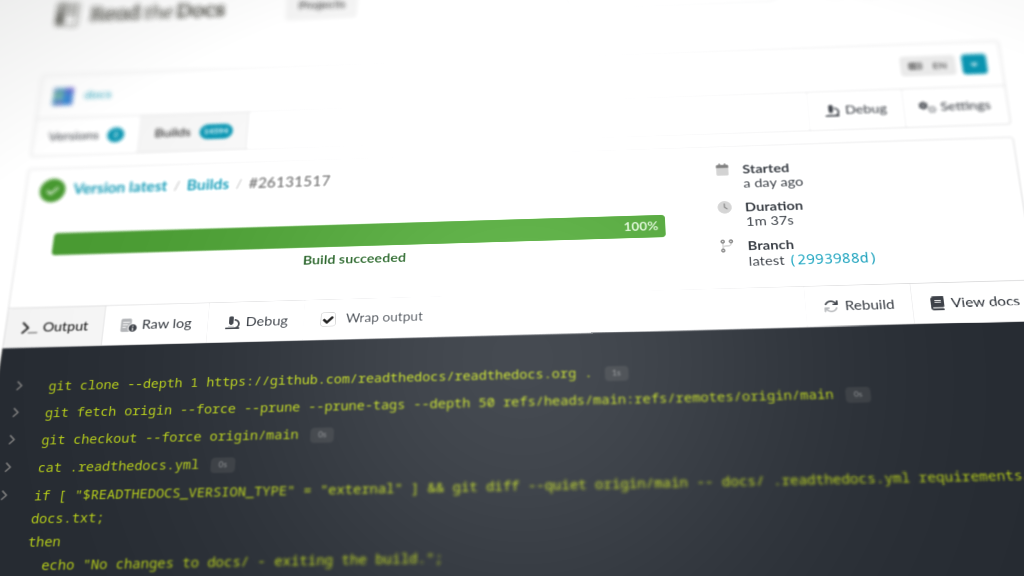 Read the Docs
Projects
docs
EN
Versions
Builds
Debug
Settings
Version latest / Builds / #26131517
100%
Build succeeded
Started
a day ago
Duration
1m 37s
Branch
latest (2993988d)
Output
Raw log
Debug
Wrap output
Rebuild
View docs
git clone --depth 1 https://github.com/readthedocs/readthedocs.org . 1s
git fetch origin --force --prune --prune-tags --depth 50 refs/heads/main:refs/remotes/origin/main 0s
git checkout --force origin/main 0s
cat .readthedocs.yml 0s
if [ "$READTHEDOCS_VERSION_TYPE" = "external" ] && git diff --quiet origin/main -- docs/ .readthedocs.yml requirements
docs.txt;
then
echo "No changes to docs/ - exiting the build.";